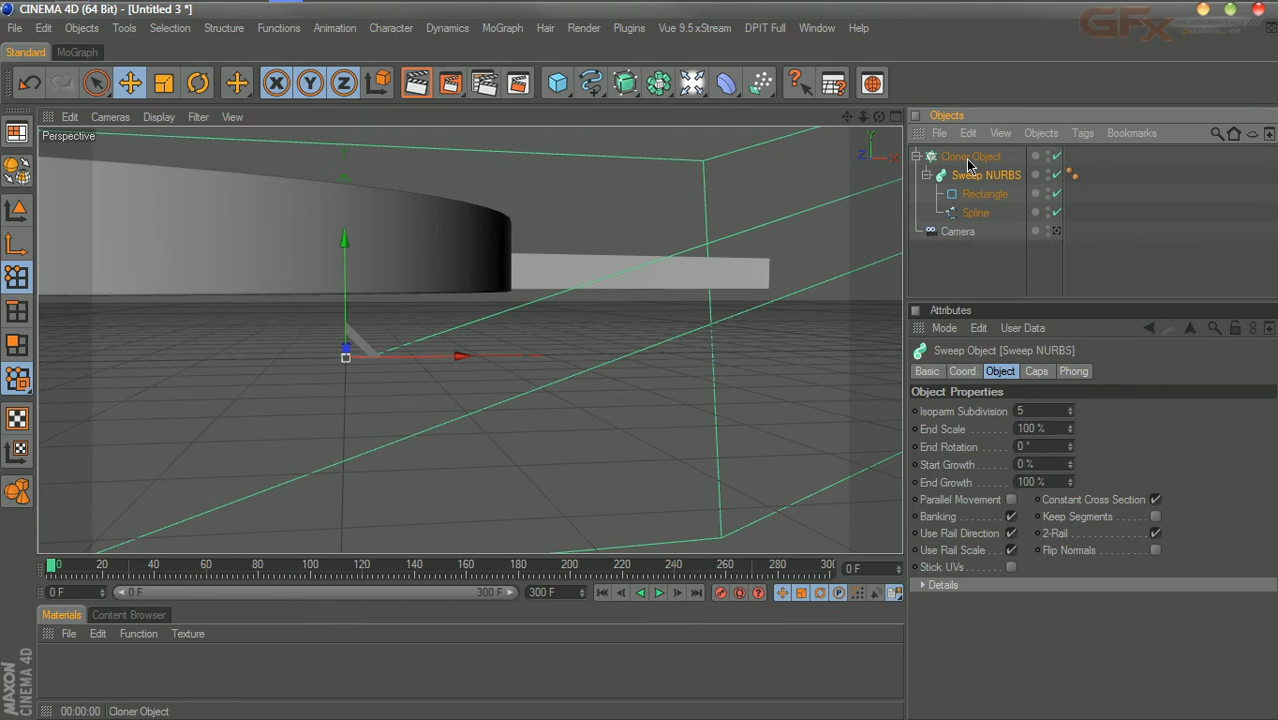 CINEMA 4D (64 Bit) - [Untitled 3 *]
File Edit Objects Tools Selection Structure Functions Animation Character Dynamics MoGraph Hair Render Plugins Vue 9.5 xStream DPIT Full Window Help
GFx
Standard MoGraph
X Y Z
Edit Cameras Display Filter View
Perspective
Y
Z X
Objects
File Edit View Objects Tags Bookmarks
Cloner Object
Sweep NURBS
Rectangle
Spline
Camera
Attributes
Mode Edit User Data
Sweep Object [Sweep NURBS]
Basic Coord. Object Caps Phong
Object Properties
Isoparm Subdivision 5
End Scale . . . . . . . 100 %
End Rotation . . . . 0 °
Start Growth . . . . 0 %
End Growth . . . . . 100 %
Parallel Movement Constant Cross Section
Banking . . . . . . . . Keep Segments
Use Rail Direction 2-Rail
Use Rail Scale . . Flip Normals
Stick UVs . . . . . .
Details
0 20 40 60 80 100 120 140 160 180 200 220 240 260 280 30
0 F
0 F 0 F 300 F 300 F
Materials Content Browser
File Edit Function Texture
MAXON
CINEMA 4D
00:00:00 Cloner Object